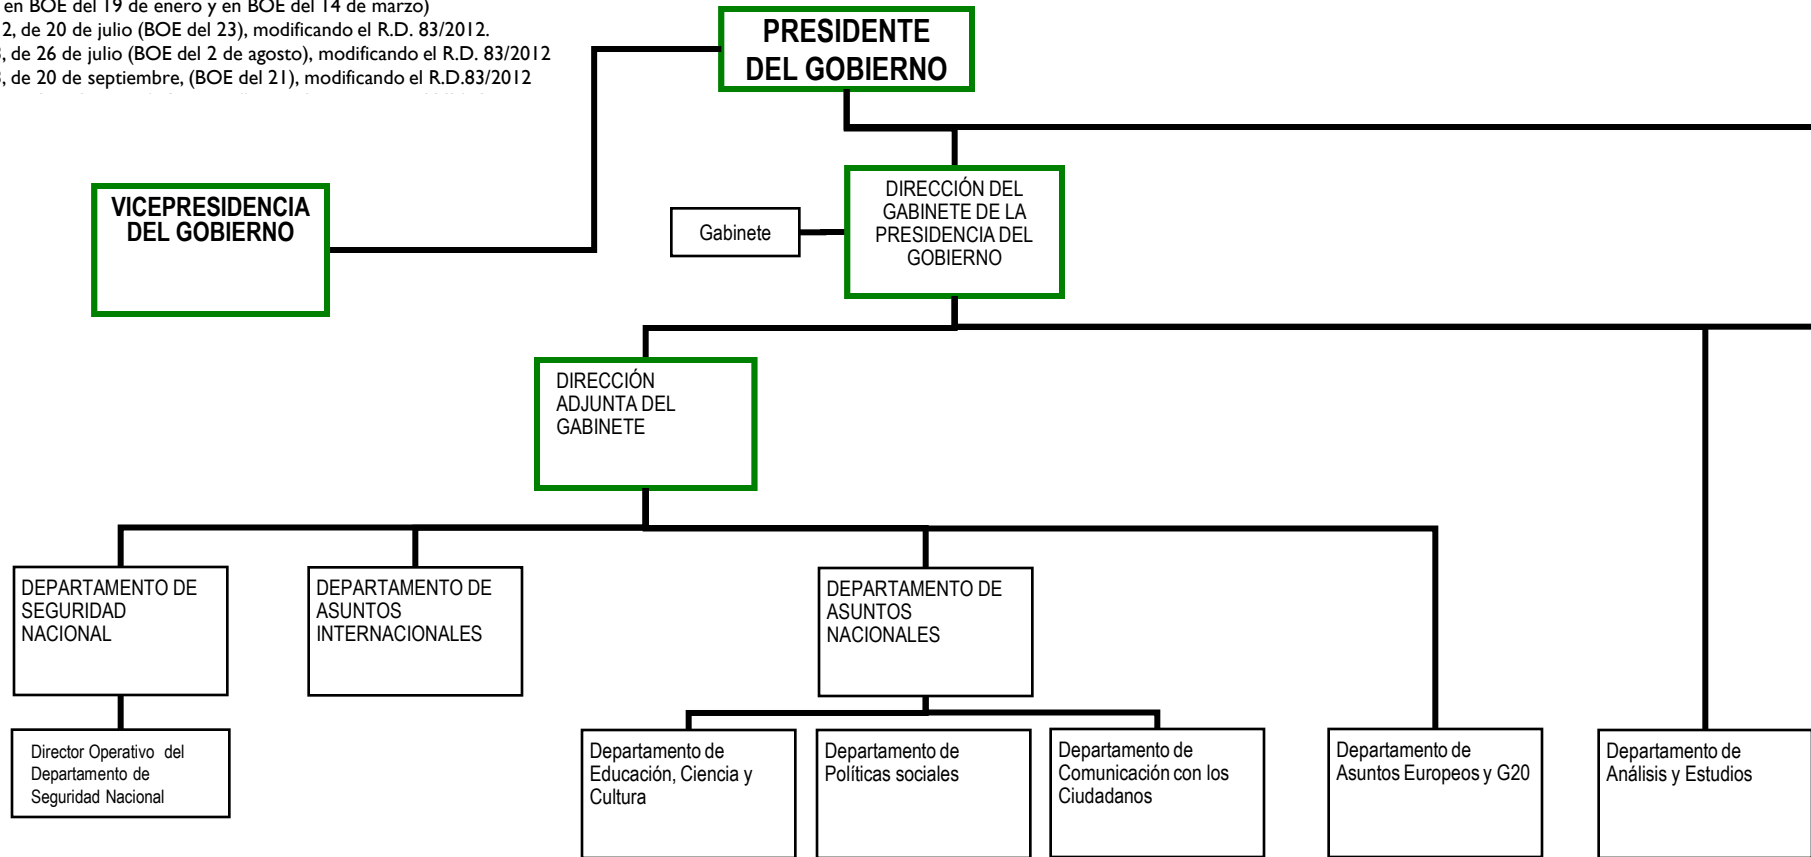 en BOE del 19 de enero y en BOE del 14 de marzo)
2, de 20 de julio (BOE del 23), modificando el R.D. 83/2012.
, de 26 de julio (BOE del 2 de agosto), modificando el R.D. 83/2012
, de 20 de septiembre, (BOE del 21), modificando el R.D.83/2012
PRESIDENTE
DEL GOBIERNO
VICEPRESIDENCIA
DEL GOBIERNO
Gabinete
DIRECCIÓN DEL
GABINETE DE LA
PRESIDENCIA DEL
GOBIERNO
DIRECCIÓN
ADJUNTA DEL
GABINETE
DEPARTAMENTO DE
SEGURIDAD
NACIONAL
DEPARTAMENTO DE
ASUNTOS
INTERNACIONALES
DEPARTAMENTO DE
ASUNTOS
NACIONALES
Director Operativo del
Departamento de
Seguridad Nacional
Departamento de
Educación, Ciencia y
Cultura
Departamento de
Políticas sociales
Departamento de
Comunicación con los
Ciudadanos
Departamento de
Asuntos Europeos y G20
Departamento de
Análisis y Estudios